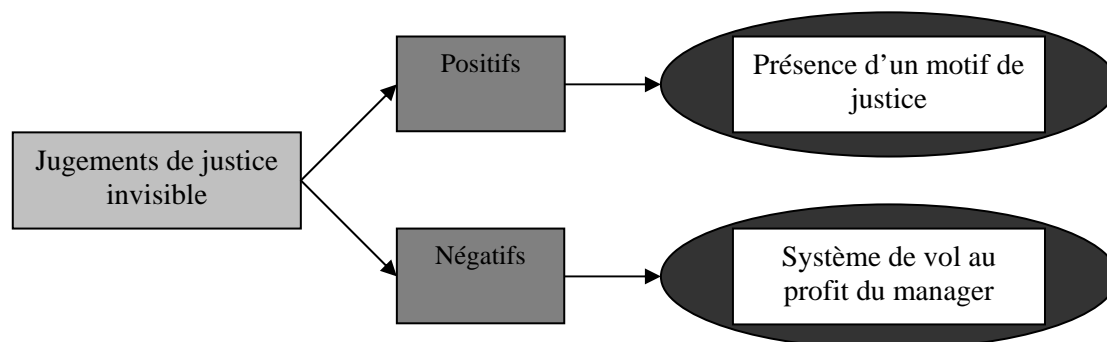 Positifs
Présence d’un motif de
justice
Jugements de justice
invisible
Négatifs
Système de vol au
profit du manager